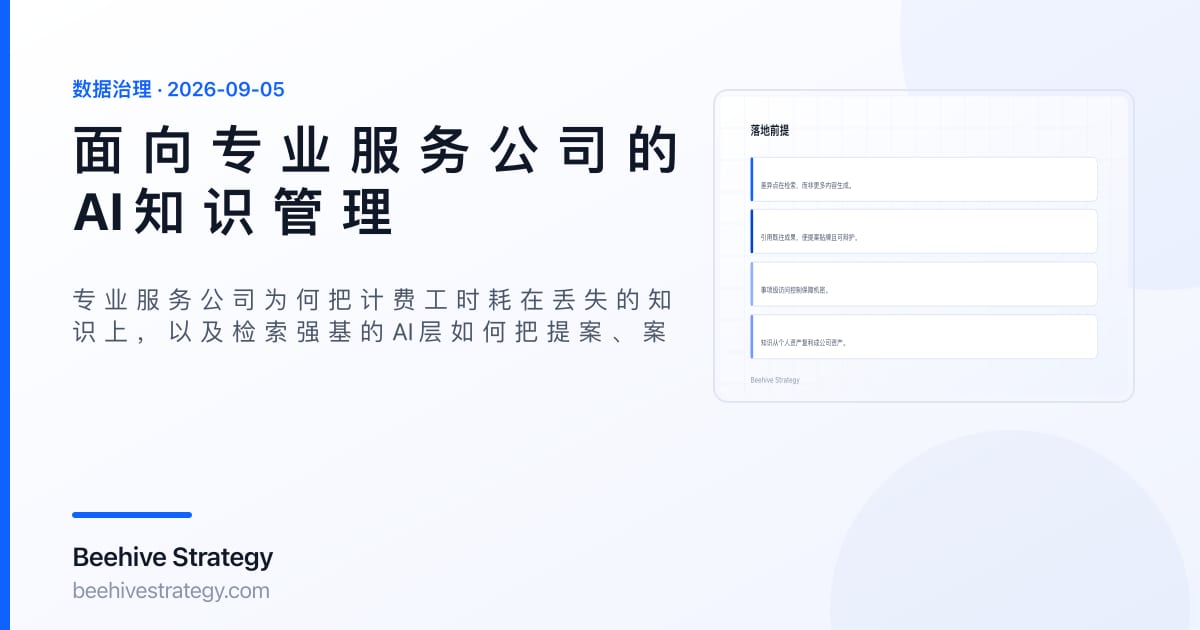 数据治理 · 2026-09-05
面向专业服务公司的
AI知识管理
专业服务公司为何把计费工时耗在丢失的知
识上，以及检索强基的AI层如何把提案、案
落地前提
差异点在检索，而非更多内容生成。
引用既往成果，使提案贴牌且可辩护。
事项级访问控制保障机密。
知识从个人资产复利成公司资产。
Beehive Strategy
Beehive Strategy
beehivestrategy.com